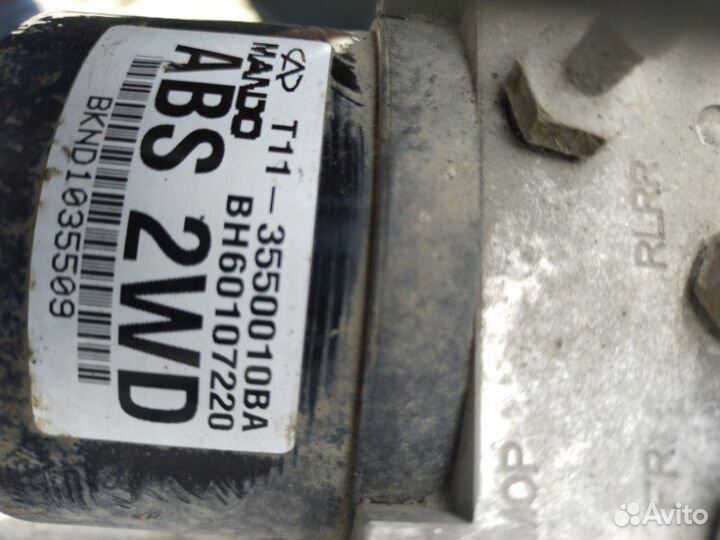 T11-3550010BA
MANDO BH60107220
ABS 2WD
BKND1035509
RLRR
FR
Avito